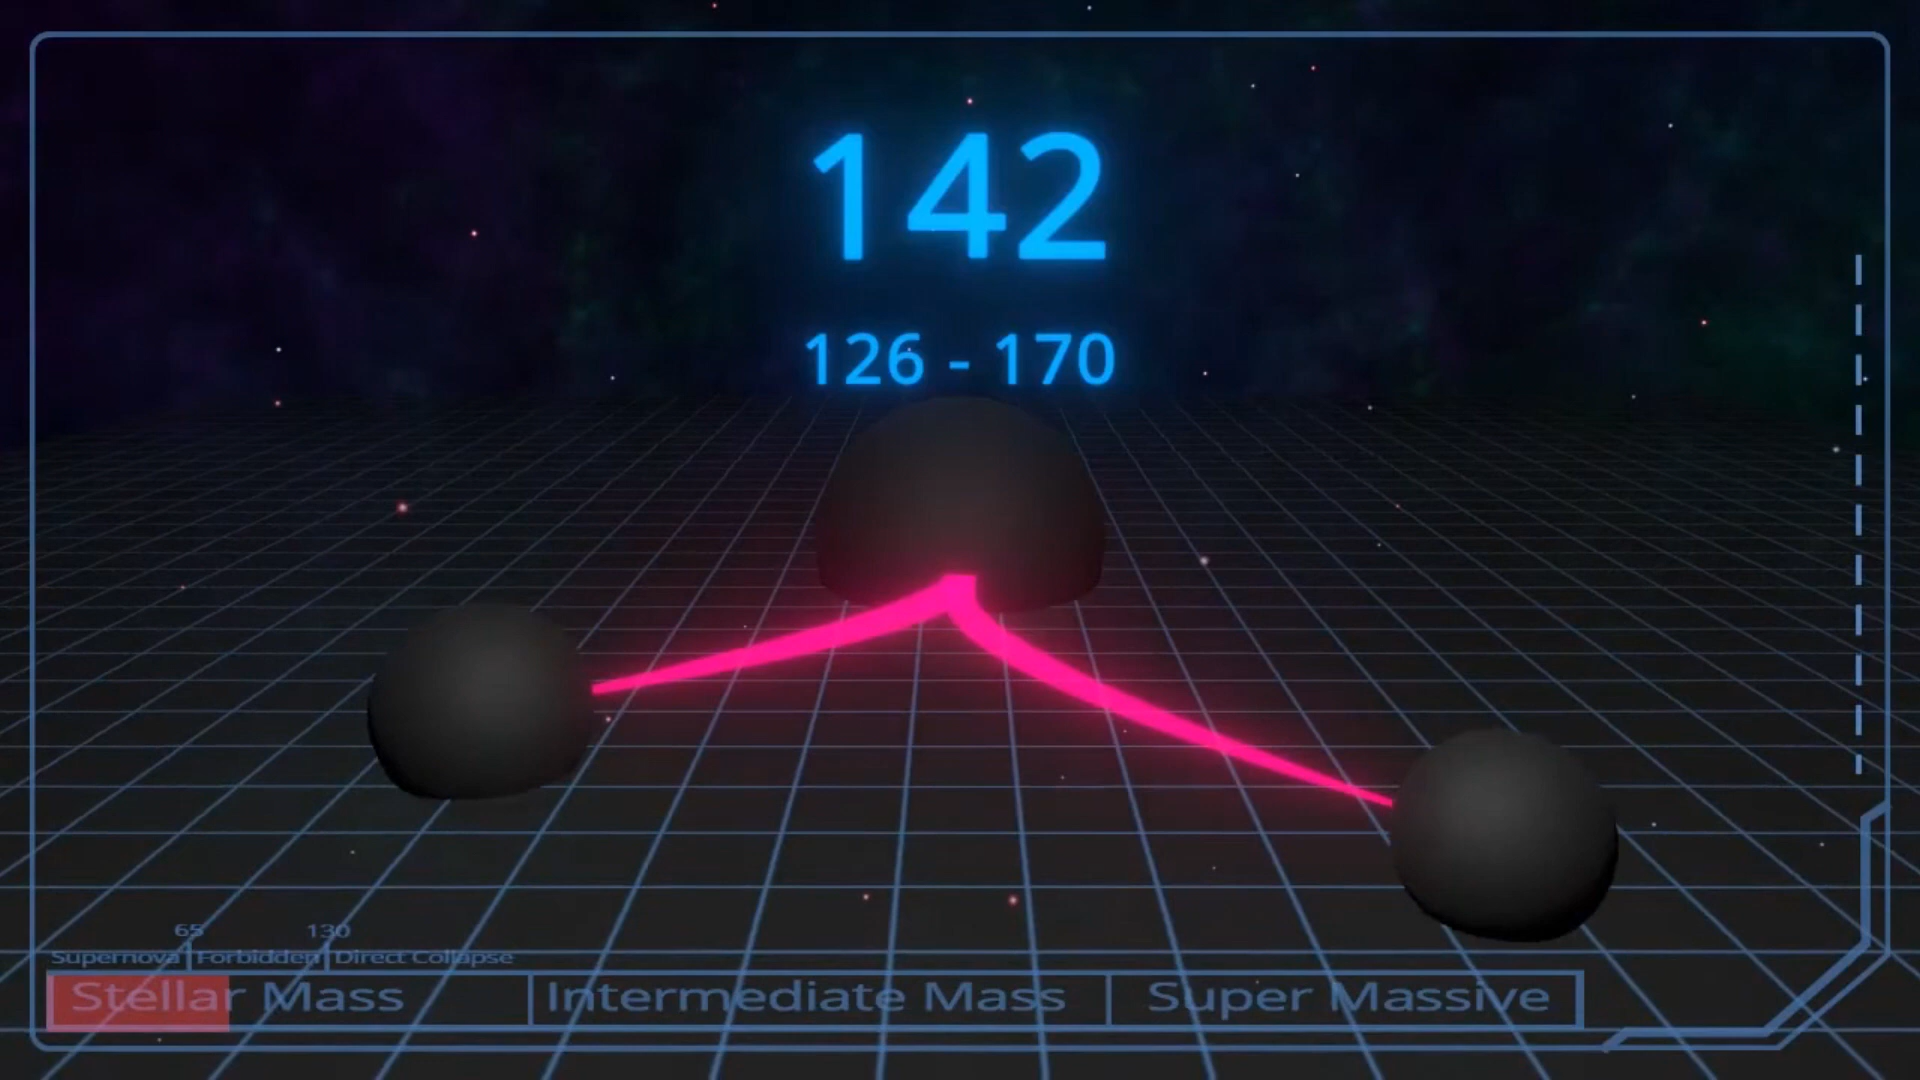 142
126 - 170
65 130
Supernova Forbidden Direct Collapse
Stellar Mass Intermediate Mass Super Massive